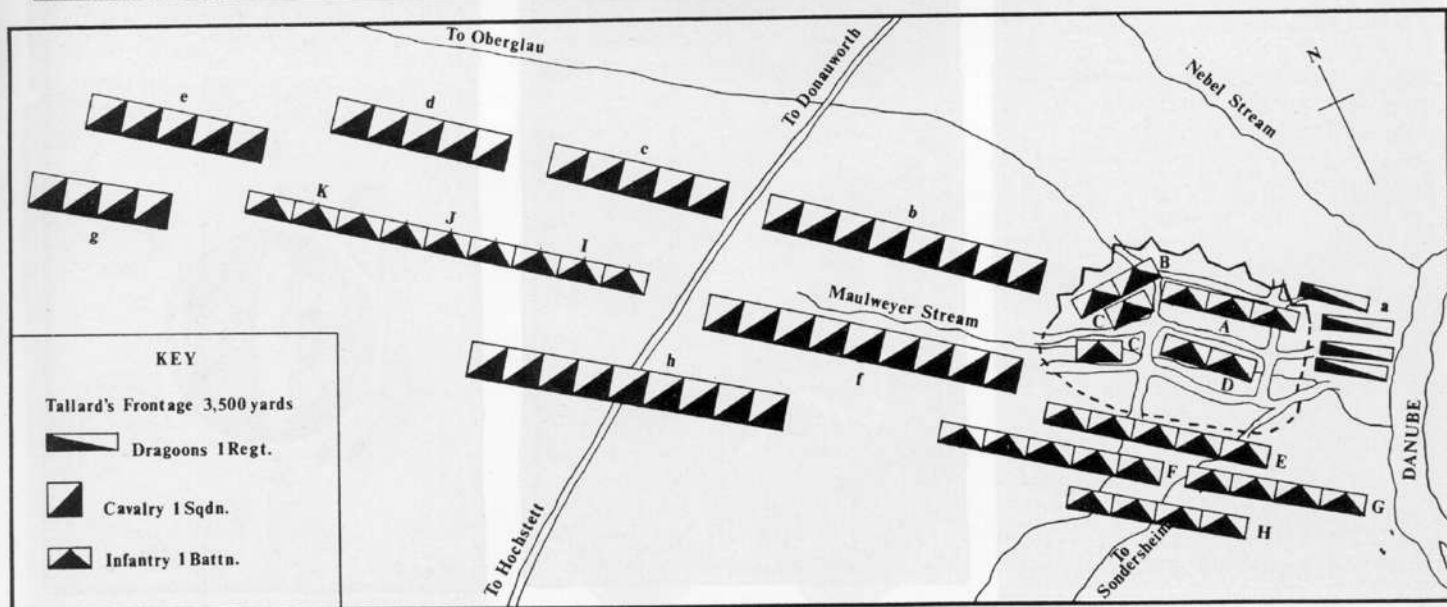 To Oberglau
To Donauworth
Nebel Stream
N
e
d
c
b
g
K
J
I
B
a
C
A
Maulweyer Stream
C
D
h
f
E
F
G
H
DANUBE
To Hochstett
To
Sondersheim
KEY
Tallard's Frontage 3,500 yards
Dragoons 1 Regt.
Cavalry 1 Sqdn.
Infantry 1 Battn.